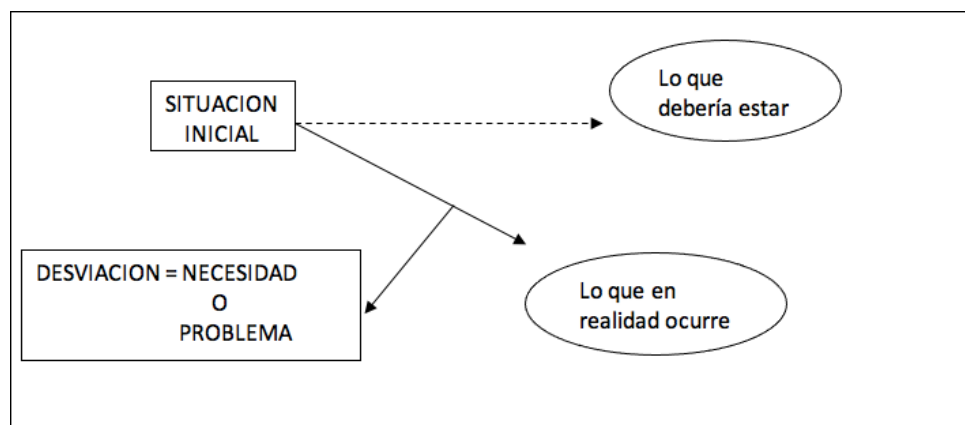 SITUACION
INICIAL
Lo que
debería estar
DESVIACION = NECESIDAD
O
PROBLEMA
Lo que en
realidad ocurre